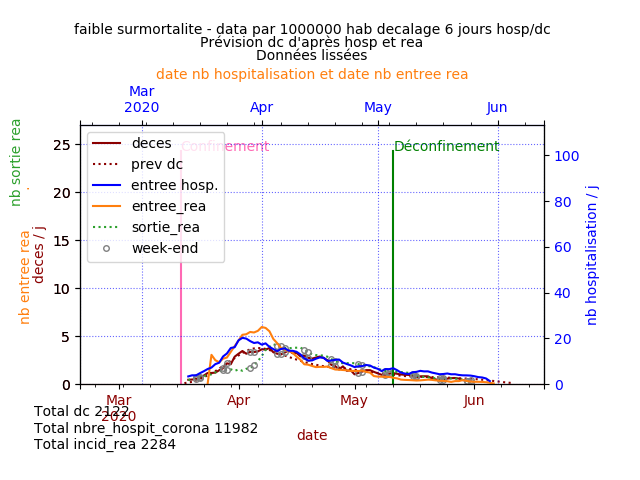 faible surmortalite - data par 1000000 hab decalage 6 jours hosp/dc
Prévision dc d'après hosp et rea
Données lissées
date nb hospitalisation et date nb entree rea
Mar
2020
Apr
May
Jun
nb sortie rea
.
nb entree rea
deces / j
25
20
15
10
5
0
deces
prev dc
entree hosp.
entree_rea
sortie_rea
week-end
Confinement
Déconfinement
100
80
60
40
20
0
nb hospitalisation / j
Mar
2020
Apr
May
Jun
date
Total dc 2122
Total nbre_hospit_corona 11982
Total incid_rea 2284